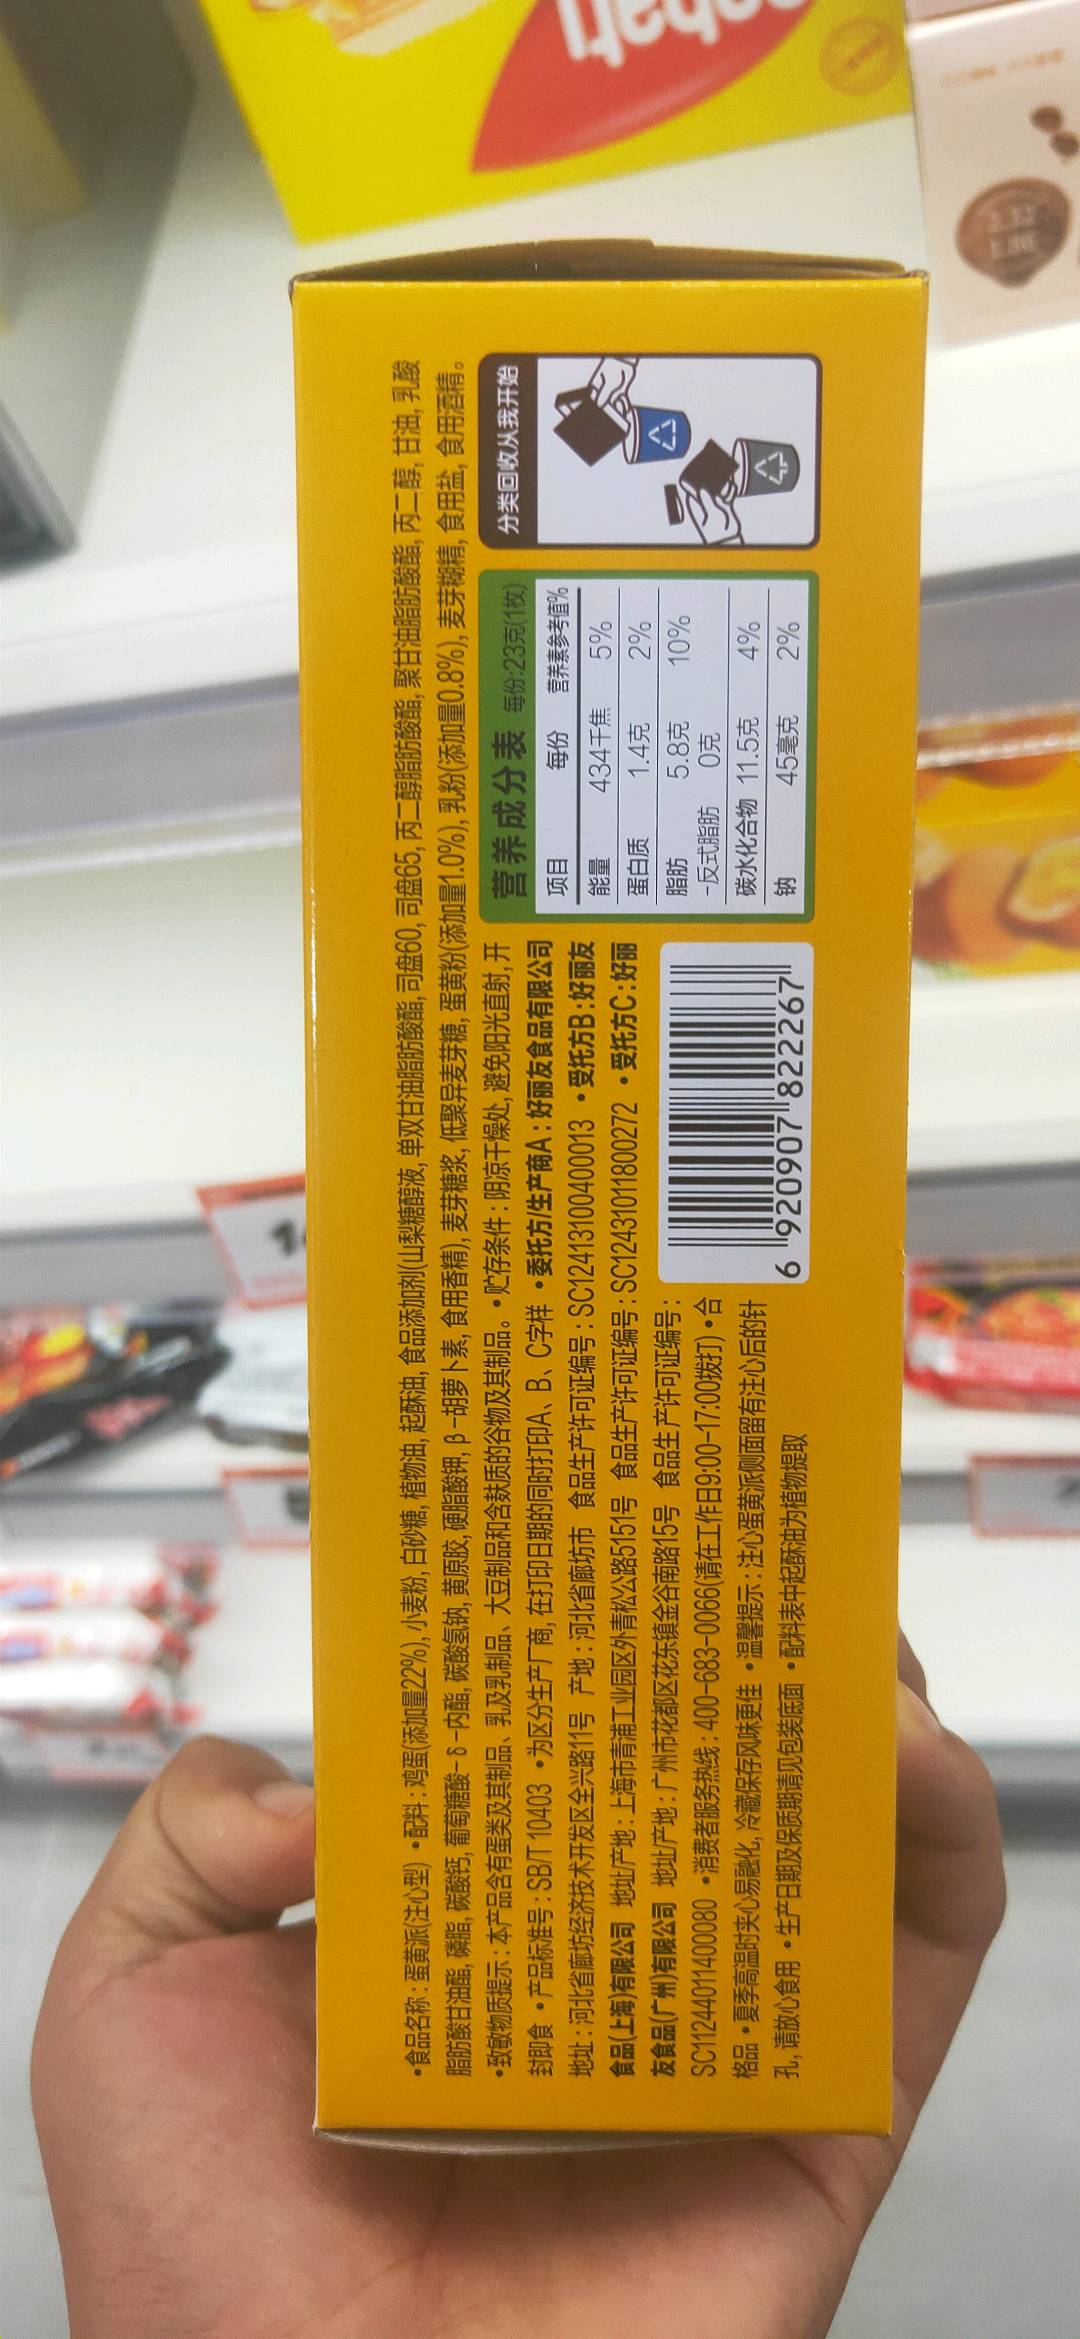 •食品名称：蛋黄派(注心型) •配料：鸡蛋(添加量22%), 小麦粉, 白砂糖, 植物油, 起酥油, 食品添加剂(山梨糖醇液, 单双甘油脂肪酸酯, 司盘60, 司盘65, 丙二醇脂肪酸酯, 聚甘油脂肪酸酯, 丙二醇, 甘油, 乳酸
脂肪酸甘油酯, 磷脂, 碳酸钙, 葡萄糖酸-δ-内酯, 碳酸氢钠, 黄原胶, 硬脂酸钾, β-胡萝卜素, 食用香精), 麦芽糖浆, 低聚异麦芽糖, 蛋黄粉(添加量1.0%), 乳粉(添加量0.8%), 麦芽糊精, 食用盐, 食用酒精。
•致敏物质提示：本产品含有蛋类及其制品、乳及乳制品、大豆制品和含麸质的谷物及其制品。 •贮存条件：阴凉干燥处, 避免阳光直射, 开
封即食 •产品标准号：SB/T 10403 •为区分生产厂商, 在打印日期的同时打印A、B、C字样 •委托方/生产商A：好丽友食品有限公司
地址：河北省廊坊经济技术开发区全兴路11号 产地：河北省廊坊市 食品生产许可证编号：SC12413100400013 •受托方B：好丽友
食品(上海)有限公司 地址/产地：上海市青浦工业园区外青松公路5151号 食品生产许可证编号：SC12431011800272 •受托方C：好丽
友食品(广州)有限公司 地址/产地：广州市花都区花东镇金谷南路15号 食品生产许可证编号：
SC11244011400080 •消费者服务热线：400-683-0066(请在工作日9:00-17:00拨打) •合
格品 •夏季高温时夹心易融化, 冷藏保存风味更佳 •温馨提示：注心蛋黄派侧面留有注心后的针
孔, 请放心食用 •生产日期及保质期请见包装底面 •配料表中起酥油为植物提取
6 920907 822267
营养成分表 每份:23克(1枚)
项目 每份 营养素参考值%
能量 434千焦 5%
蛋白质 1.4克 2%
脂肪 5.8克 10%
-反式脂肪 0克
碳水化合物 11.5克 4%
钠 45毫克 2%
分类回收从我开始